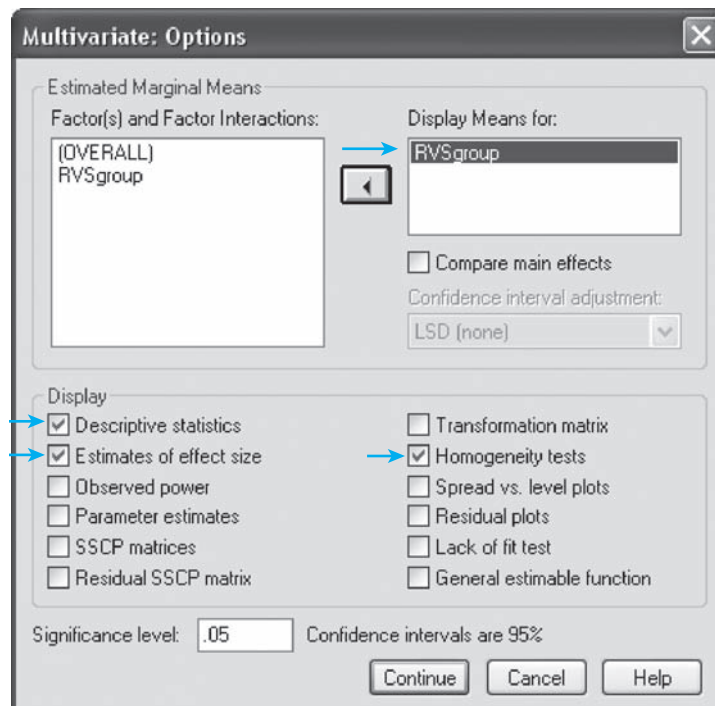 Multivariate: Options
Estimated Marginal Means
Factor(s) and Factor Interactions:
(OVERALL)
RVSgroup
Display Means for:
RVSgroup
Compare main effects
Confidence interval adjustment:
LSD (none)
Display
Descriptive statistics
Estimates of effect size
Observed power
Parameter estimates
SSCP matrices
Residual SSCP matrix
Transformation matrix
Homogeneity tests
Spread vs. level plots
Residual plots
Lack of fit test
General estimable function
Significance level: .05 Confidence intervals are 95%
Continue Cancel Help